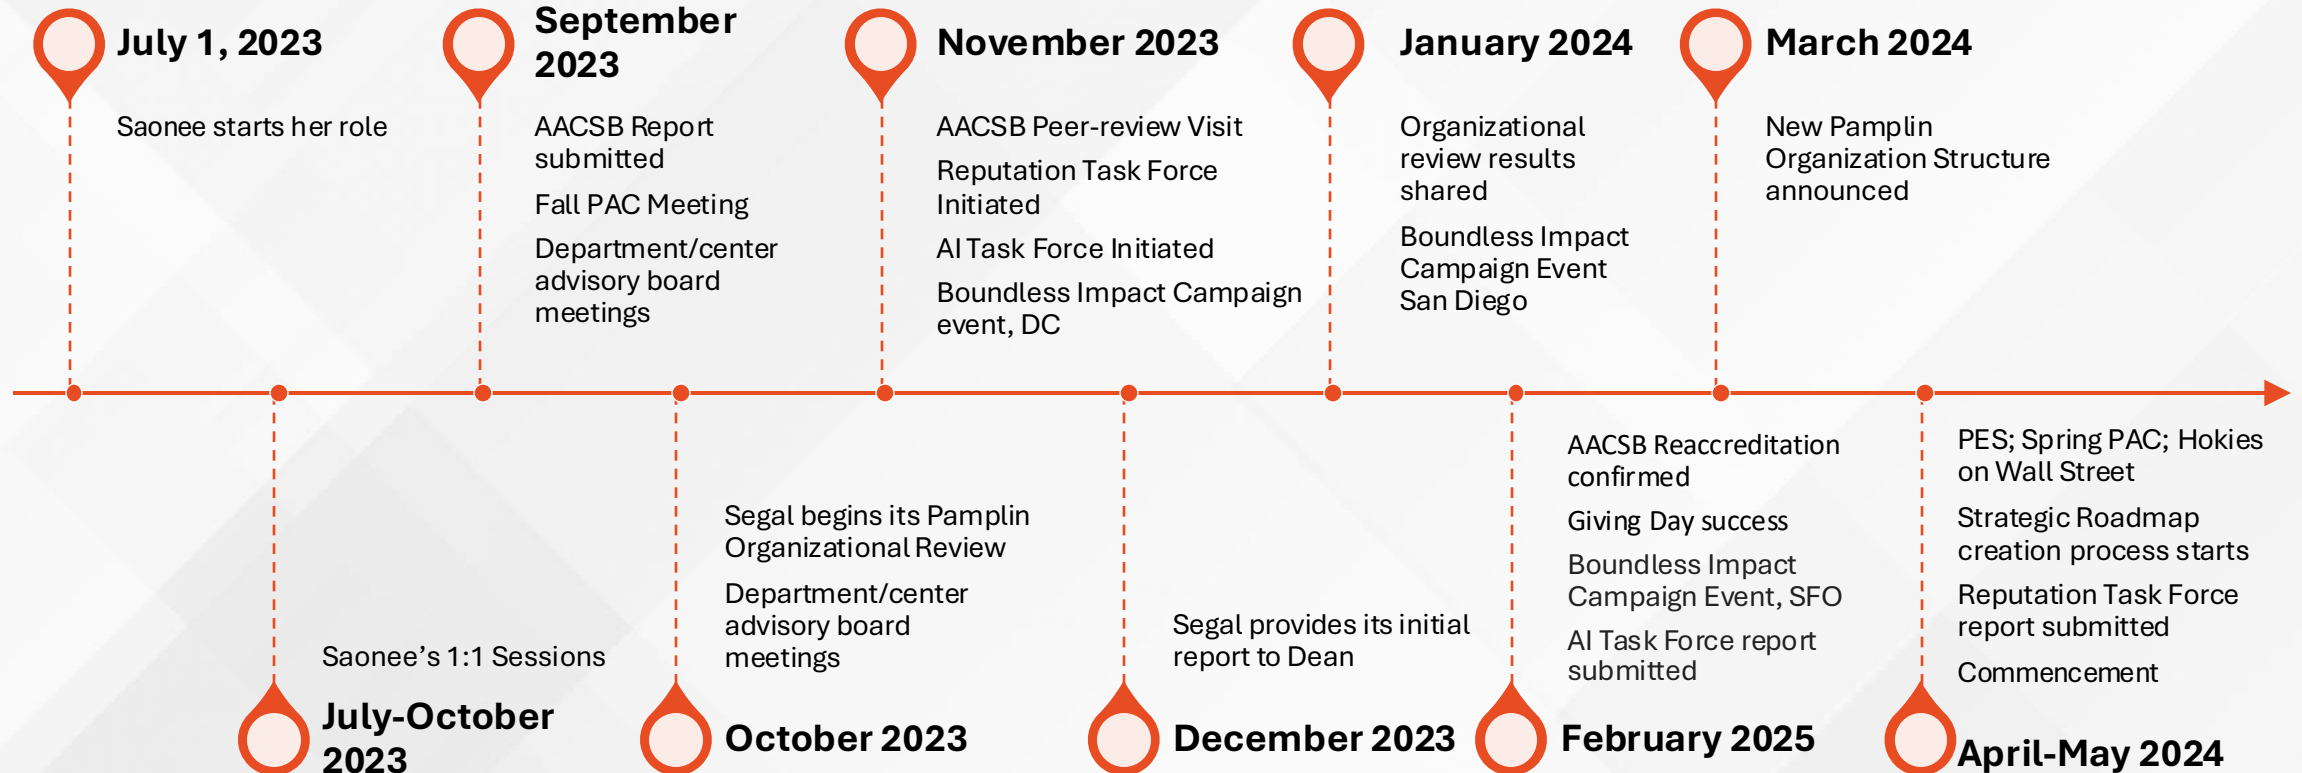 July 1, 2023
Saonee starts her role
July-October
2023
Saonee’s 1:1 Sessions
September
2023
AACSB Report
submitted
Fall PAC Meeting
Department/center
advisory board
meetings
October 2023
Segal begins its Pamplin
Organizational Review
Department/center
advisory board
meetings
November 2023
AACSB Peer-review Visit
Reputation Task Force
Initiated
AI Task Force Initiated
Boundless Impact Campaign
event, DC
December 2023
Segal provides its initial
report to Dean
January 2024
Organizational
review results
shared
Boundless Impact
Campaign Event
San Diego
February 2025
AACSB Reaccreditation
confirmed
Giving Day success
Boundless Impact
Campaign Event, SFO
AI Task Force report
submitted
March 2024
New Pamplin
Organization Structure
announced
April-May 2024
PES; Spring PAC; Hokies
on Wall Street
Strategic Roadmap
creation process starts
Reputation Task Force
report submitted
Commencement